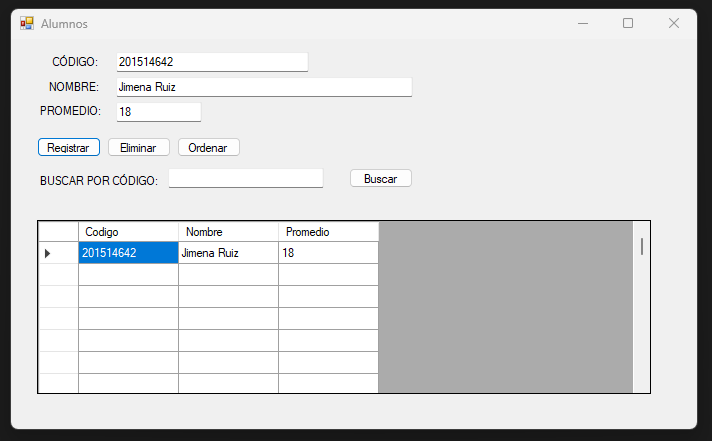 Alumnos
CÓDIGO: 201514642
NOMBRE: Jimena Ruiz
PROMEDIO: 18
Registrar Eliminar Ordenar
BUSCAR POR CÓDIGO: Buscar
Codigo Nombre Promedio
201514642 Jimena Ruiz 18